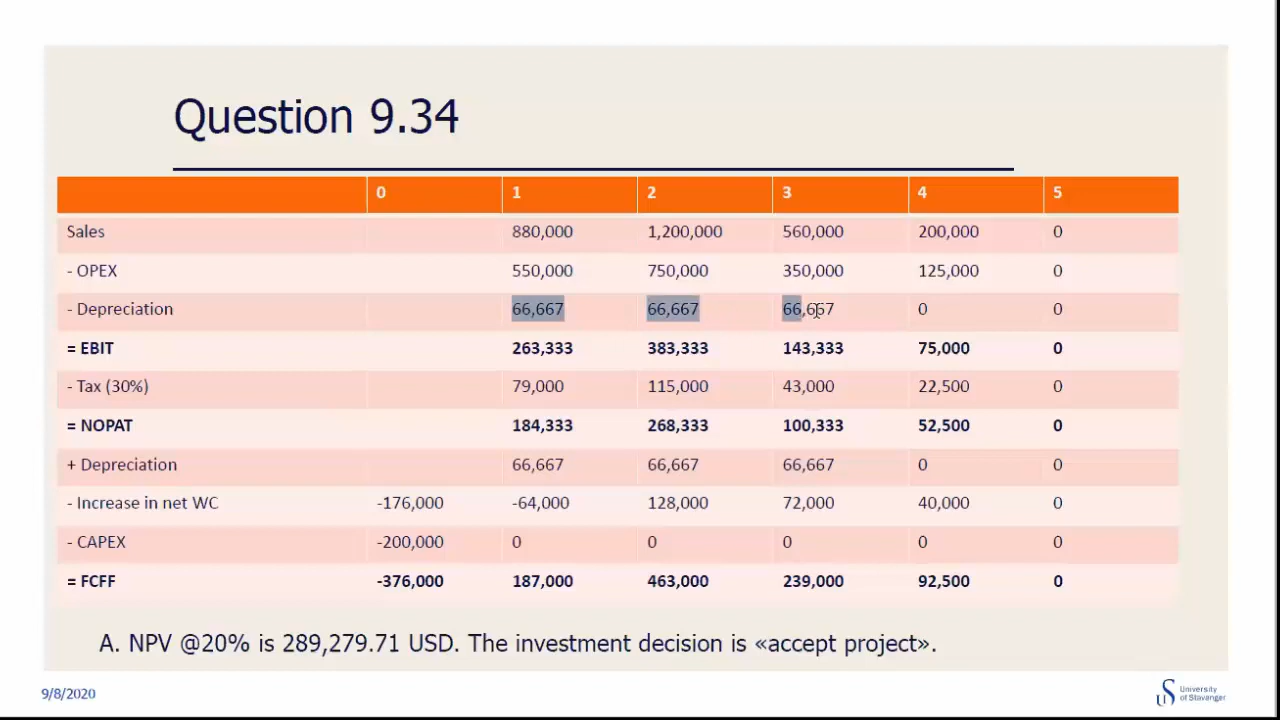 Question 9.34
0 1 2 3 4 5
Sales 880,000 1,200,000 560,000 200,000 0
- OPEX 550,000 750,000 350,000 125,000 0
- Depreciation 66,667 66,667 66,667 0 0
= EBIT 263,333 383,333 143,333 75,000 0
- Tax (30%) 79,000 115,000 43,000 22,500 0
= NOPAT 184,333 268,333 100,333 52,500 0
+ Depreciation 66,667 66,667 66,667 0 0
- Increase in net WC -176,000 -64,000 128,000 72,000 40,000 0
- CAPEX -200,000 0 0 0 0 0
= FCFF -376,000 187,000 463,000 239,000 92,500 0
A. NPV @20% is 289,279.71 USD. The investment decision is «accept project».
9/8/2020
University
of Stavanger